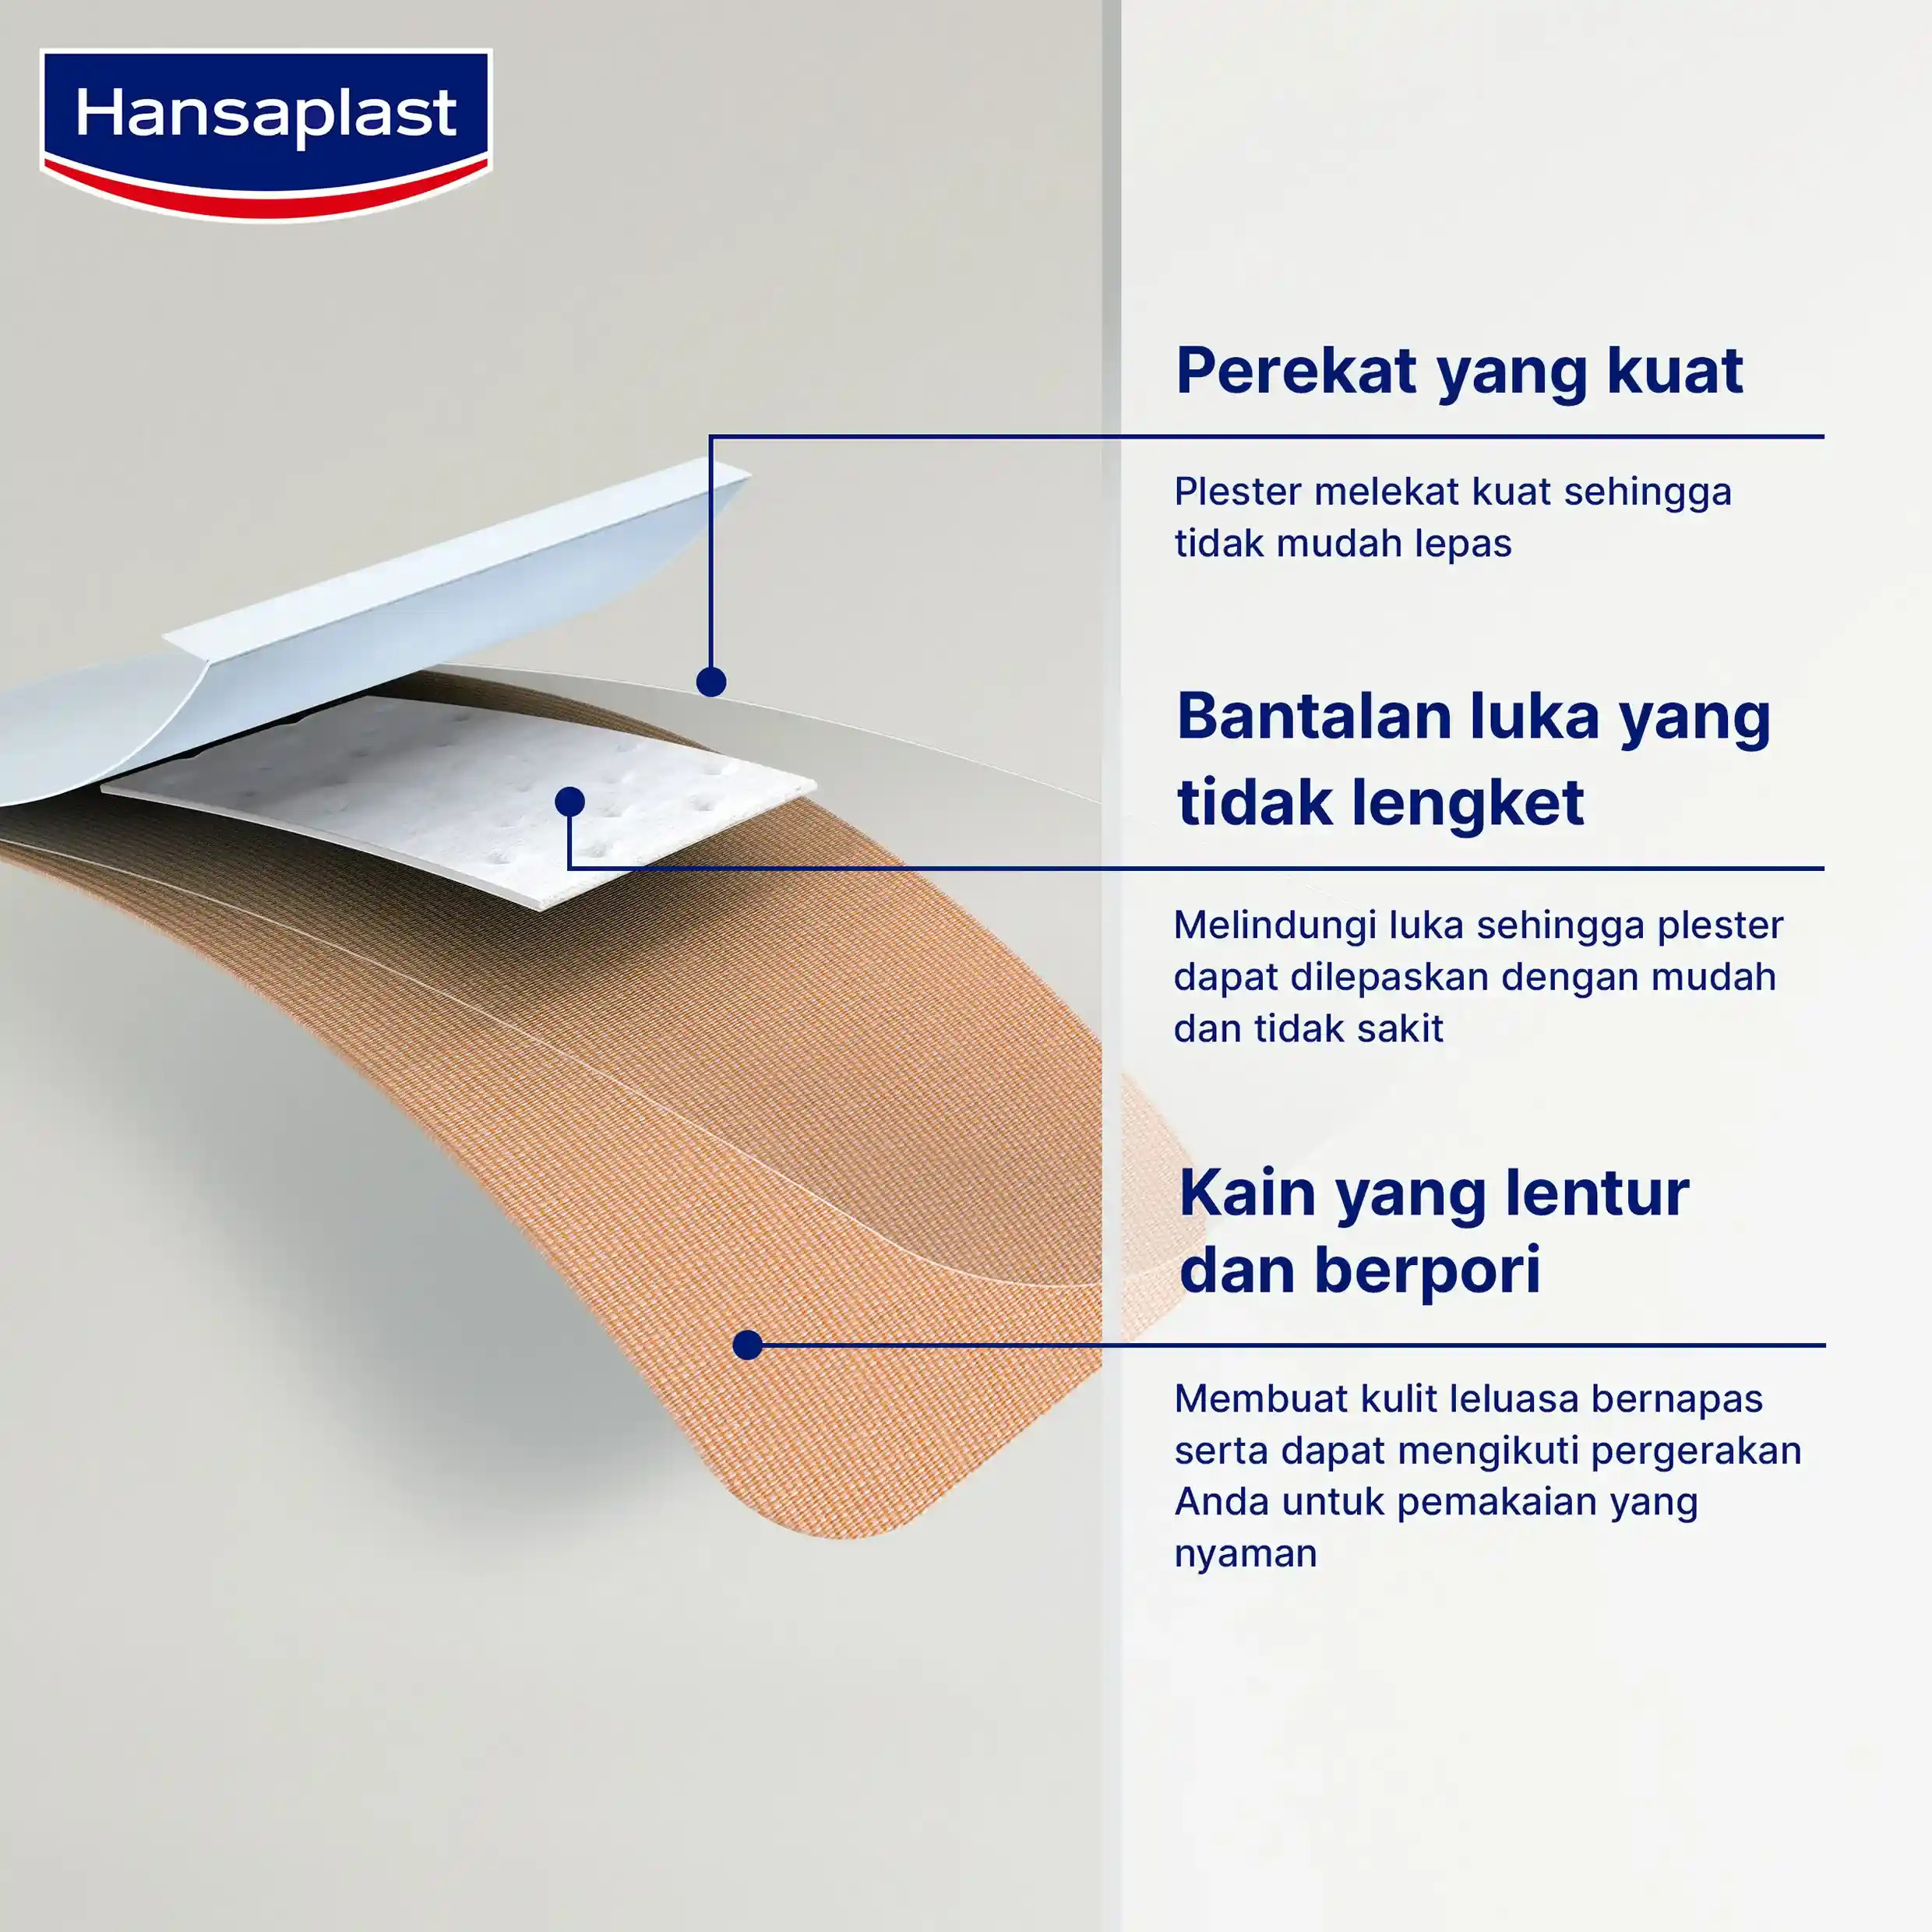 Hansaplast
Perekat yang kuat
Plester melekat kuat sehingga
tidak mudah lepas
Bantalan luka yang
tidak lengket
Melindungi luka sehingga plester
dapat dilepaskan dengan mudah
dan tidak sakit
Kain yang lentur
dan berpori
Membuat kulit leluasa bernapas
serta dapat mengikuti pergerakan
Anda untuk pemakaian yang
nyaman